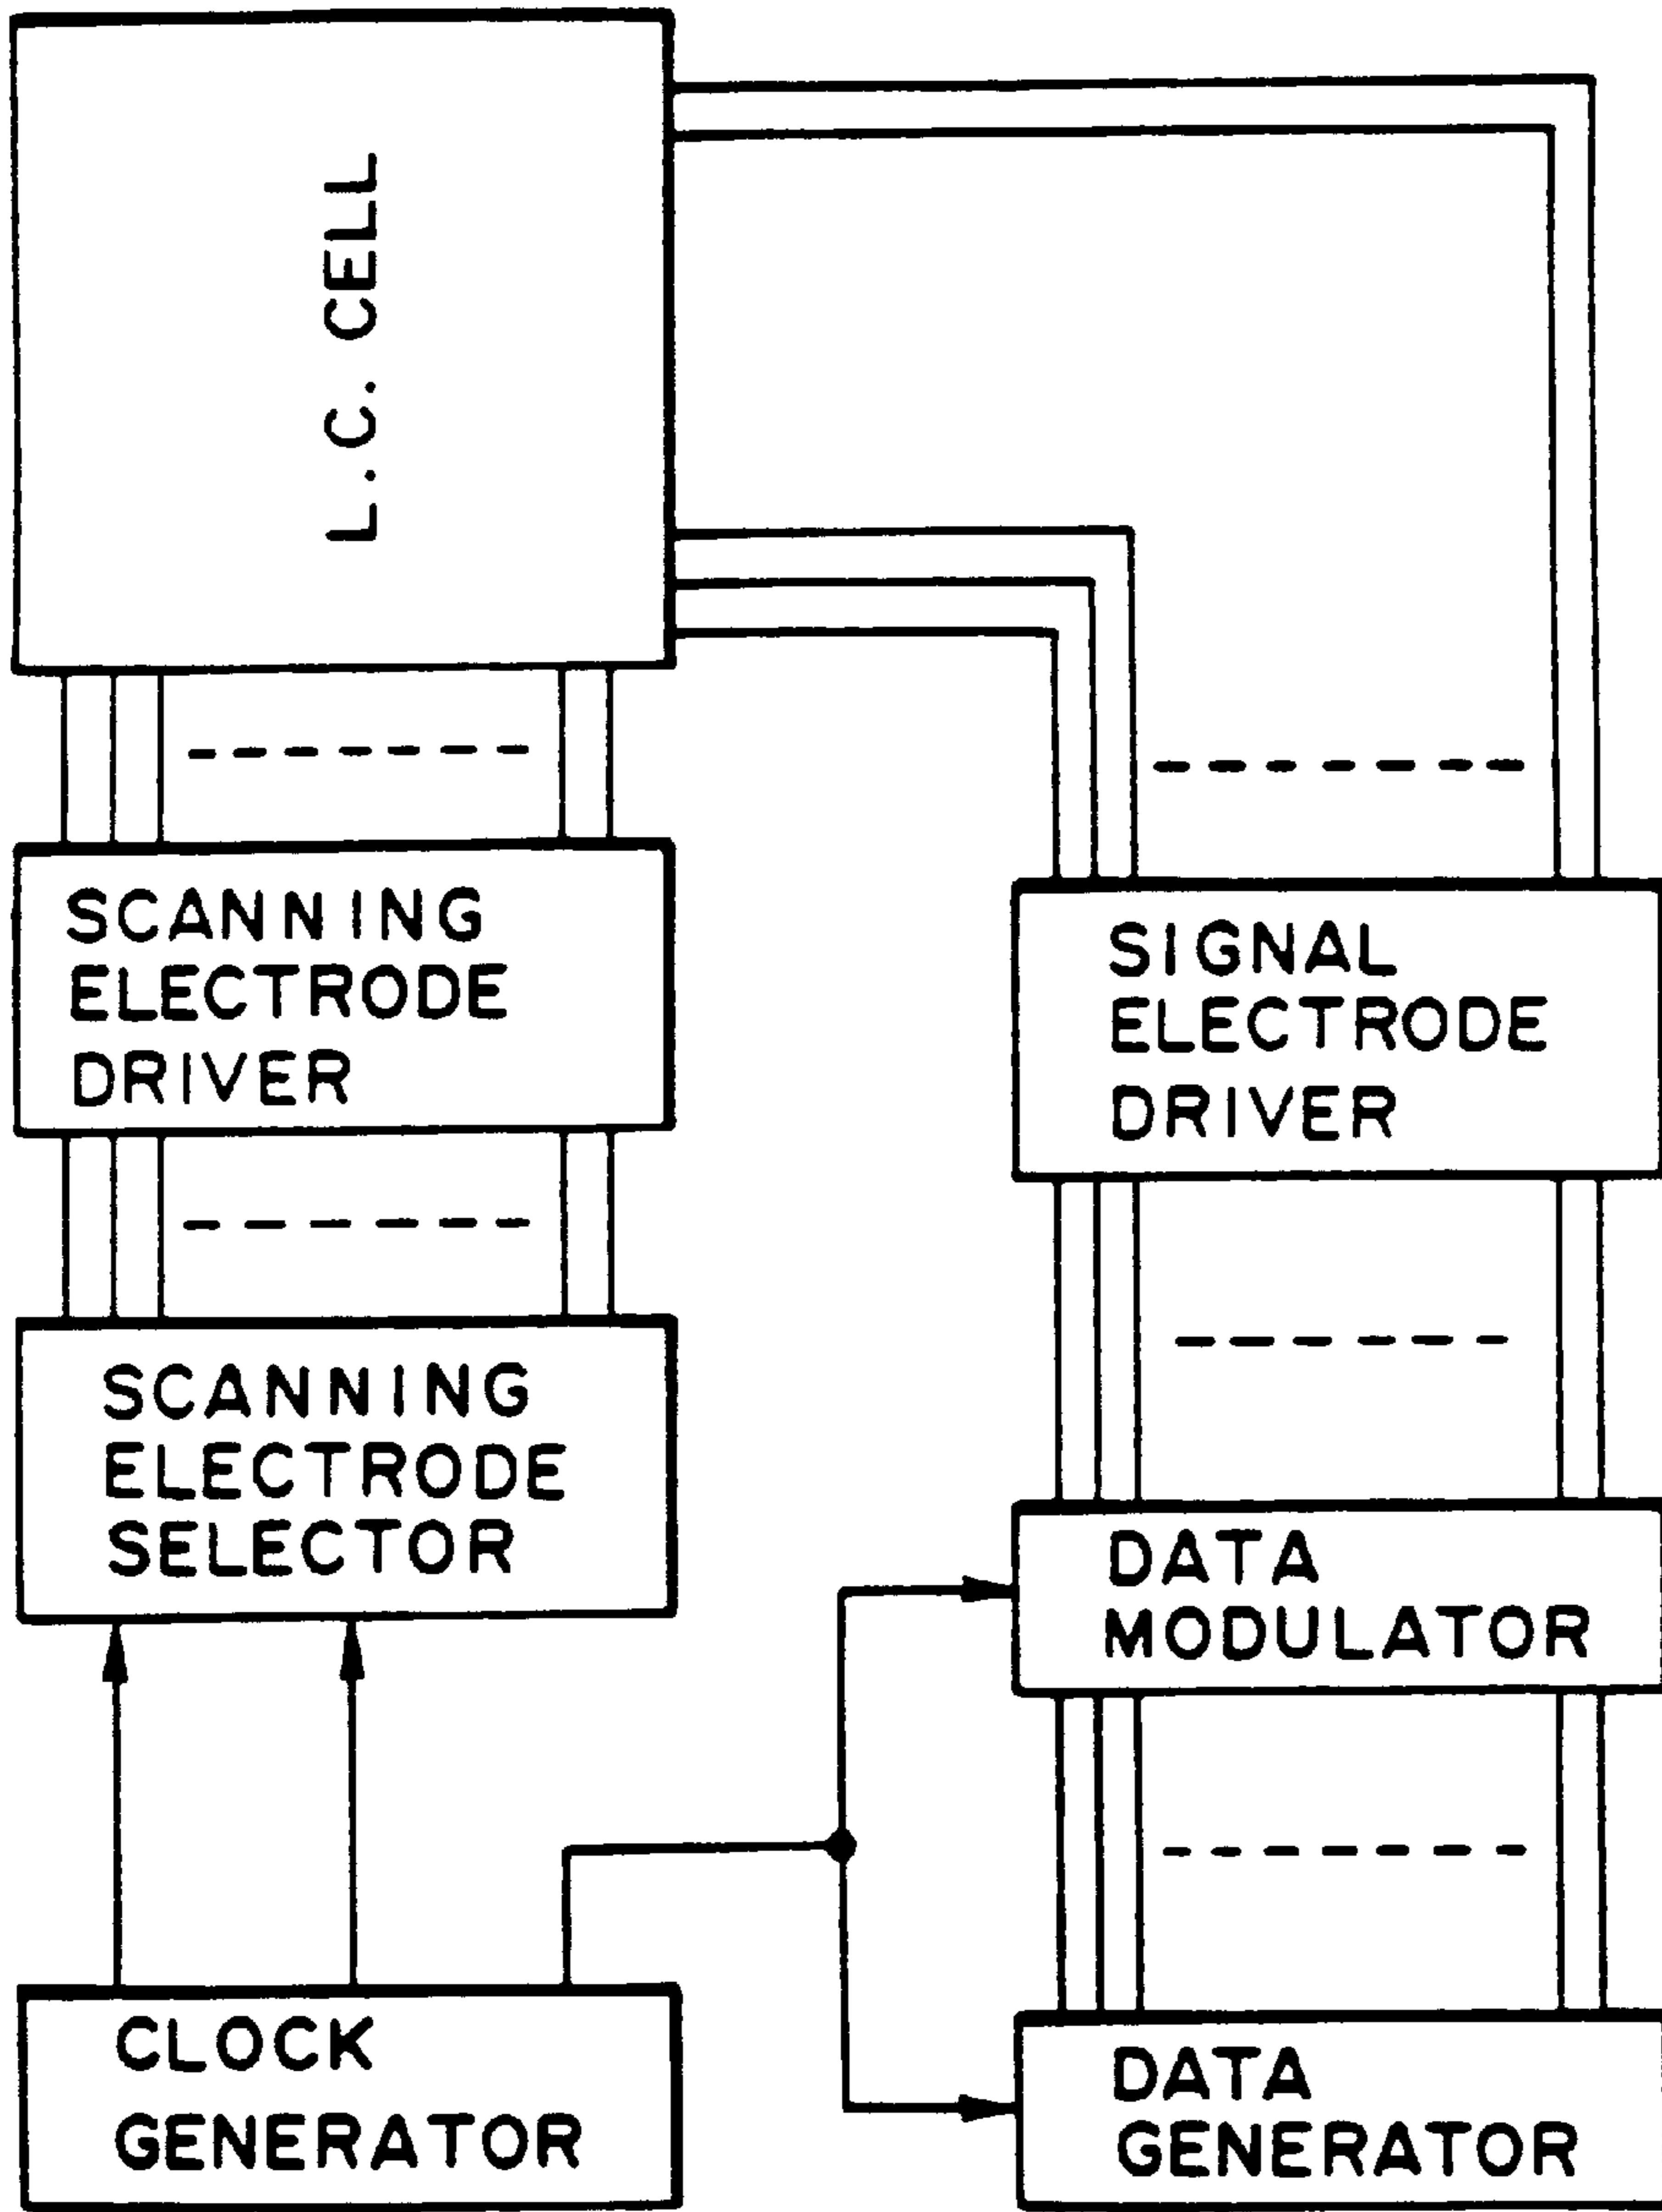 L.C. CELL
SCANNING
ELECTRODE
DRIVER
SIGNAL
ELECTRODE
DRIVER
SCANNING
ELECTRODE
SELECTOR
DATA
MODULATOR
CLOCK
GENERATOR
DATA
GENERATOR